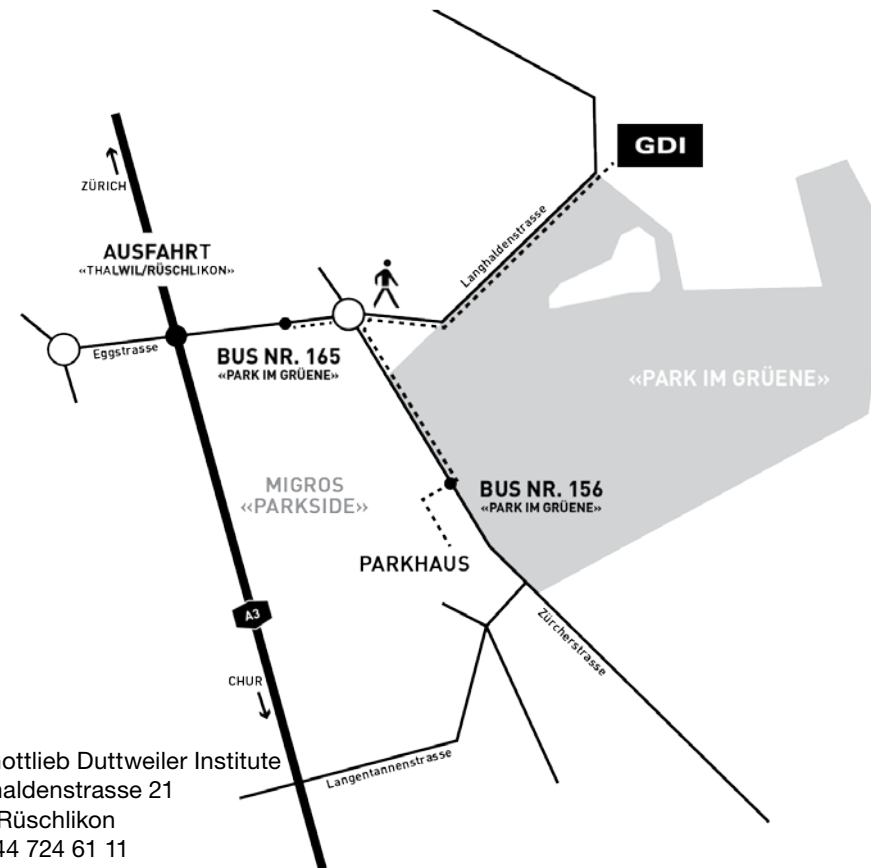 GDI
ZÜRICH
Langhaldenstrasse
AUSFAHRT
«THALWIL/RÜSCHLIKON»
Eggstrasse
BUS NR. 165
«PARK IM GRÜENE»
«PARK IM GRÜENE»
MIGROS
«PARKSIDE»
BUS NR. 156
«PARK IM GRÜENE»
PARKHAUS
A3
Zürcherstrasse
CHUR
Langentannenstrasse
ottlieb Duttweiler Institute
haldenstrasse 21
Rüschlikon
44 724 61 11